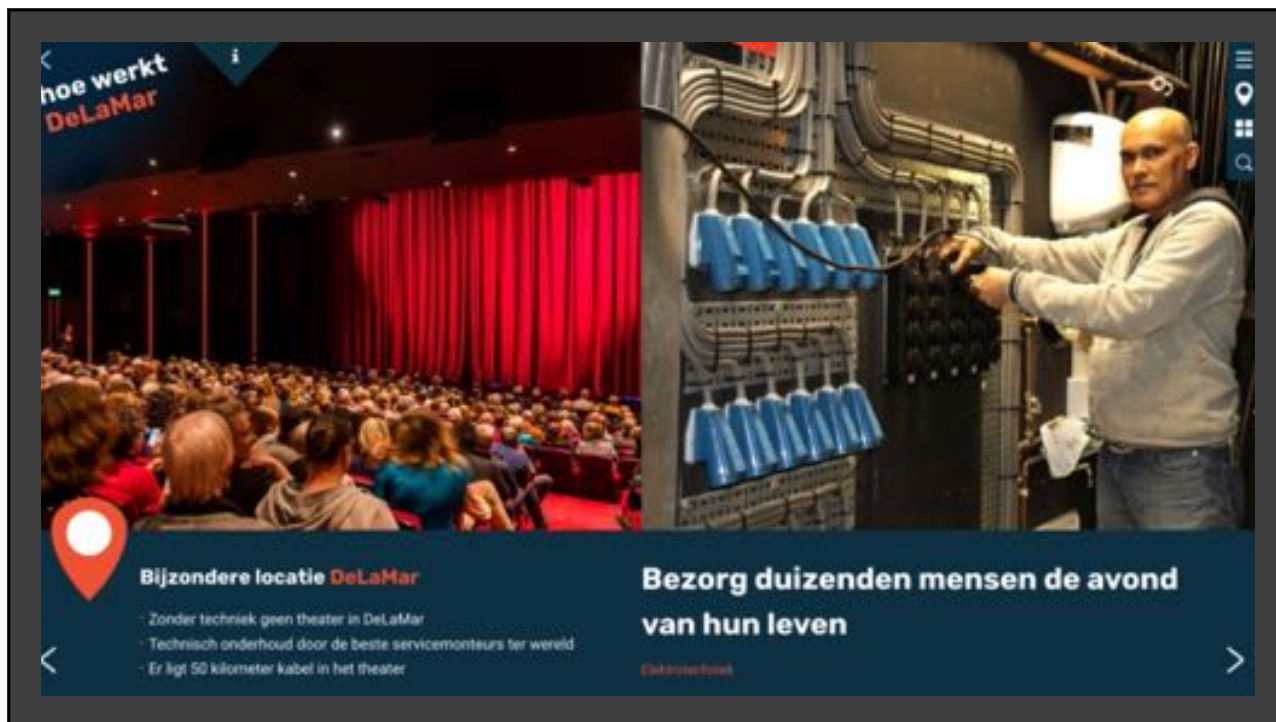 hoe werkt
DeLaMar
i
Bijzondere locatie DeLaMar
· Zonder techniek geen theater in DeLaMar
· Technisch onderhoud door de beste servicemonteurs ter wereld
· Er ligt 50 kilometer kabel in het theater
Bezorg duizenden mensen de avond
van hun leven
Elektrotechniek